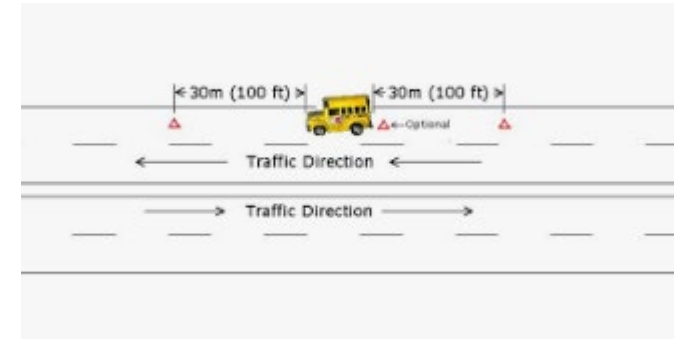 30m (100 ft) 30m (100 ft)
Optional
Traffic Direction
Traffic Direction